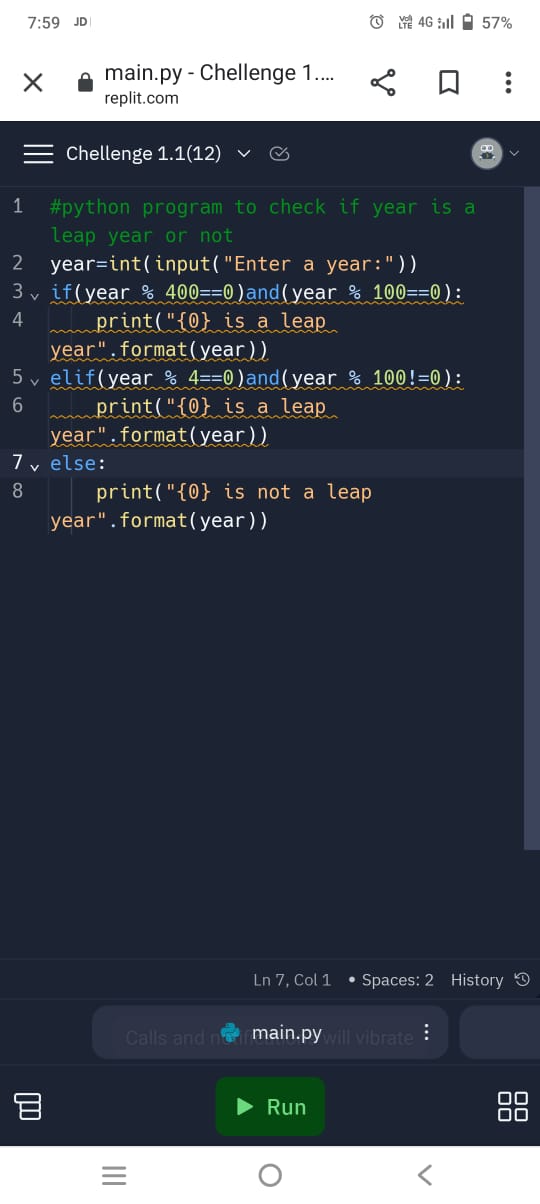 7:59 JD
Vo) LTE 4G 57%
main.py - Chellenge 1....
replit.com
Chellenge 1.1(12)
1 #python program to check if year is a
leap year or not
2 year=int(input("Enter a year:"))
3 if(year % 400==0)and(year % 100==0):
4 print("{0} is a leap
year".format(year))
5 elif(year % 4==0)and(year % 100!=0):
6 print("{0} is a leap
year".format(year))
7 else:
8 print("{0} is not a leap
year".format(year))
Ln 7, Col 1 • Spaces: 2 History
main.py
Calls and notifications will vibrate
Run